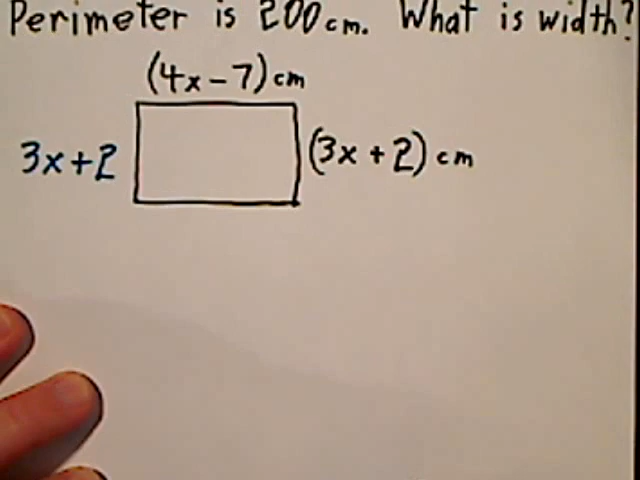 Perimeter is 200 cm. What is width?
(4x - 7) cm
3x + 2
(3x + 2) cm